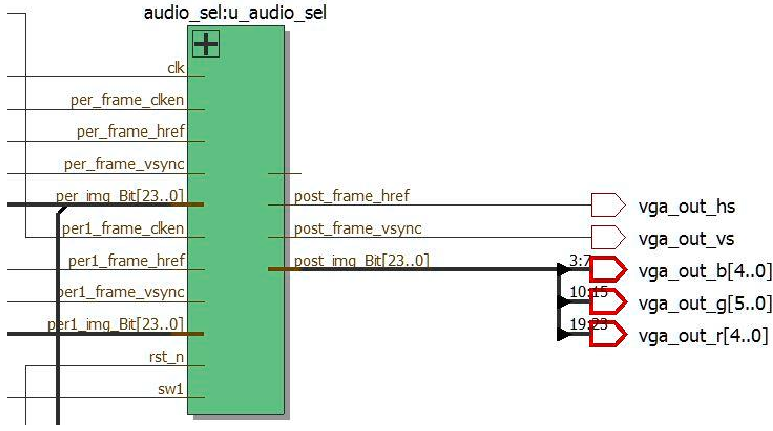 audio_sel:u_audio_sel
clk
per_frame_clken
per_frame_href
per_frame_vsync
per_img_Bit[23..0]
per1_frame_clken
per1_frame_href
per1_frame_vsync
per1_img_Bit[23..0]
rst_n
sw1
post_frame_href
post_frame_vsync
post_img_Bit[23..0]
vga_out_hs
vga_out_vs
3:7
vga_out_b[4..0]
10:15
vga_out_g[5..0]
19:23
vga_out_r[4..0]